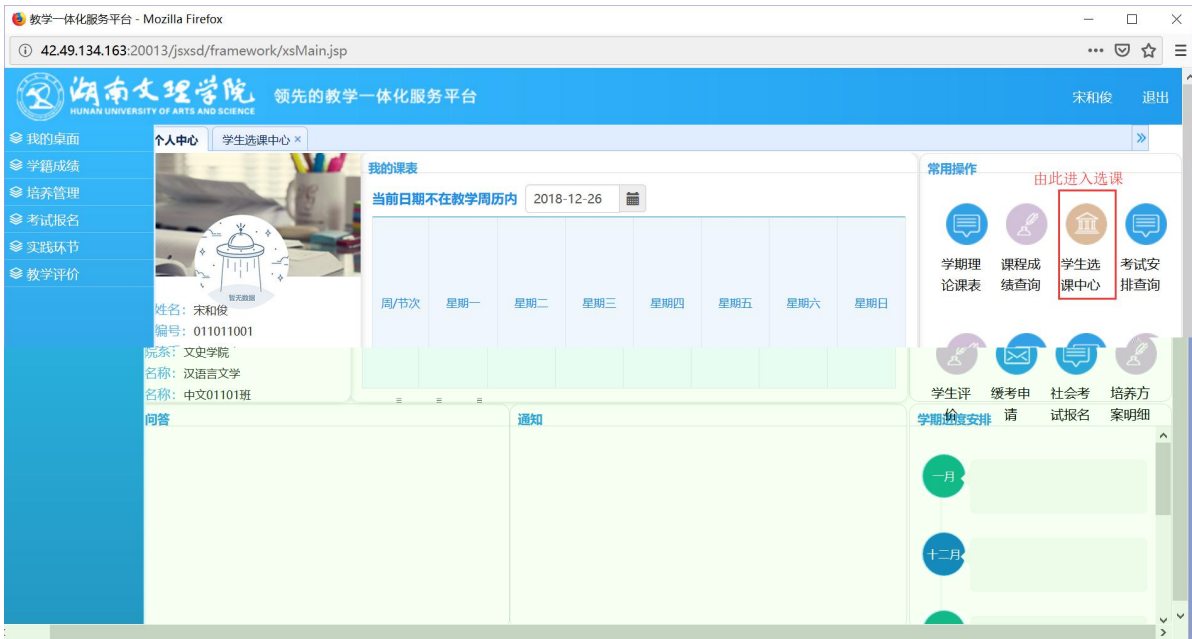 教学一体化服务平台 - Mozilla Firefox
42.49.134.163:20013/jsxsd/framework/xsMain.jsp
湖南文理学院
HUNAN UNIVERSITY OF ARTS AND SCIENCE
领先的教学一体化服务平台
宋和俊 退出
我的桌面
学籍成绩
培养管理
考试报名
实践环节
教学评价
个人中心 学生选课中心 ×
暂无数据
姓名：宋和俊
编号：011011001
院系：文史学院
名称：汉语言文学
名称：中文01101班
我的课表
当前日期不在教学周历内 2018-12-26
周/节次 星期一 星期二 星期三 星期四 星期五 星期六 星期日
常用操作
由此进入选课
学期理论课表
课程成绩查询
学生选课中心
考试安排查询
学生评价
缓考申请
社会考试报名
培养方案明细
问答
通知
学期进度安排
一月
十二月